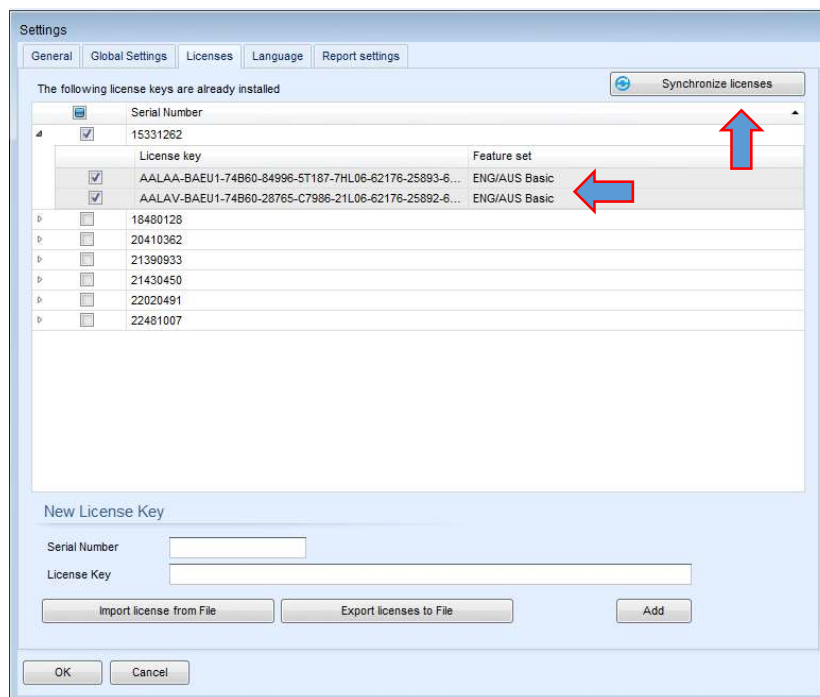 Settings
General Global Settings Licenses Language Report settings
The following license keys are already installed Synchronize licenses
Serial Number
15331262
License key Feature set
AALAA-BAEU1-74B60-84996-5T187-7HL06-62176-25893-6... ENG/AUS Basic
AALAV-BAEU1-74B60-28765-C7986-21L06-62176-25892-6... ENG/AUS Basic
18480128
20410362
21390933
21430450
22020491
22481007
New License Key
Serial Number
License Key
Import license from File Export licenses to File Add
OK Cancel